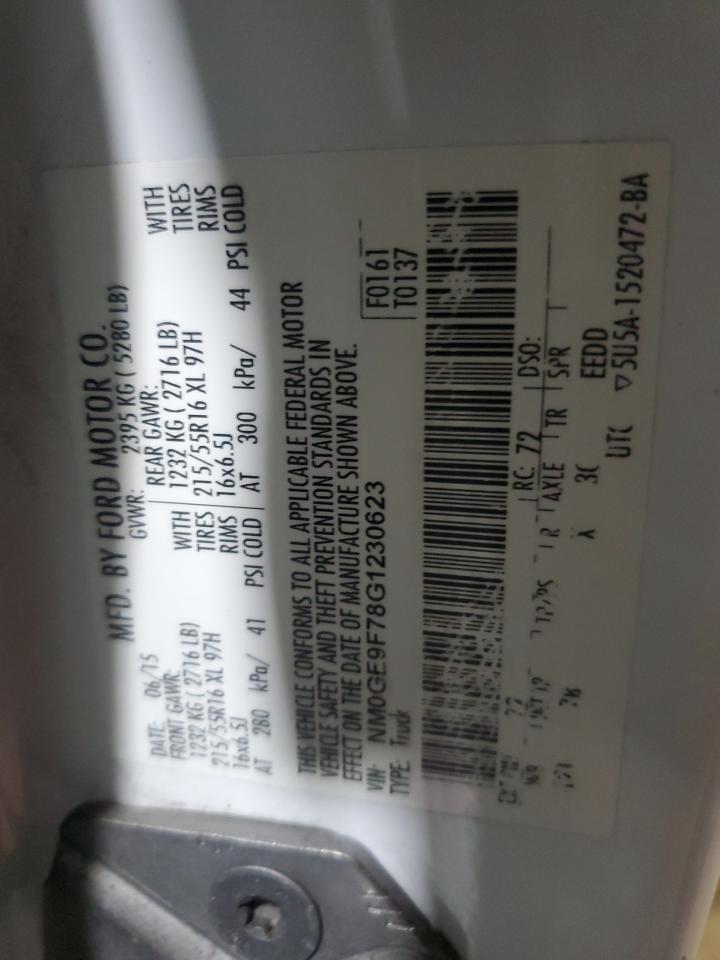 MFD. BY FORD MOTOR CO.
DATE: 06/15 GVWR: 2395 KG ( 5280 LB)
FRONT GAWR: REAR GAWR:
1232 KG ( 2716 LB) WITH 1232 KG ( 2716 LB) WITH
215/55R16 XL 97H TIRES 215/55R16 XL 97H TIRES
16x6.5J RIMS 16x6.5J RIMS
AT 280 kPa/ 41 PSI COLD AT 300 kPa/ 44 PSI COLD
THIS VEHICLE CONFORMS TO ALL APPLICABLE FEDERAL MOTOR
VEHICLE SAFETY AND THEFT PREVENTION STANDARDS IN
EFFECT ON THE DATE OF MANUFACTURE SHOWN ABOVE.
VIN: NM0GE9F78G1230623 F0161
TYPE: Truck T0137
RC: 72 DSO:
AXLE TR SPR
3C EEDD
UTC ▽5U5A-1520472-BA